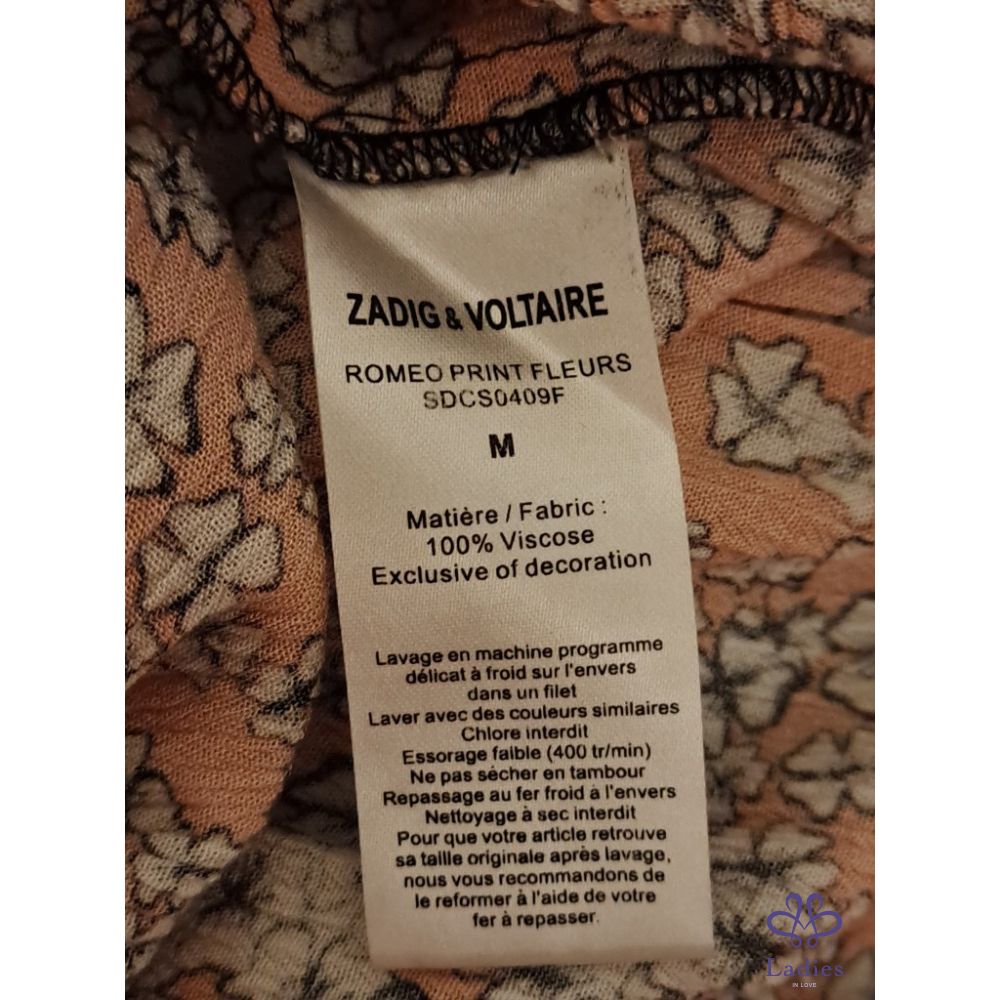 ZADIG & VOLTAIRE
ROMEO PRINT FLEURS
SDCS0409F
M
Matière / Fabric :
100% Viscose
Exclusive of decoration
Lavage en machine programme
délicat à froid sur l'envers
dans un filet
Laver avec des couleurs similaires
Chlore interdit
Essorage faible (400 tr/min)
Ne pas sécher en tambour
Repassage au fer froid à l'envers
Nettoyage à sec interdit
Pour que votre article retrouve
sa taille originale après lavage,
nous vous recommandons de
le reformer à l'aide de votre
fer à repasser.
Ladies
IN LOVE